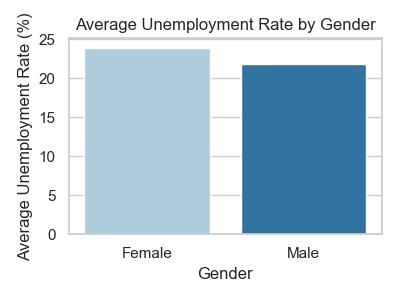 Average Unemployment Rate by Gender
Average Unemployment Rate (%)
25
20
15
10
5
0
Female
Male
Gender